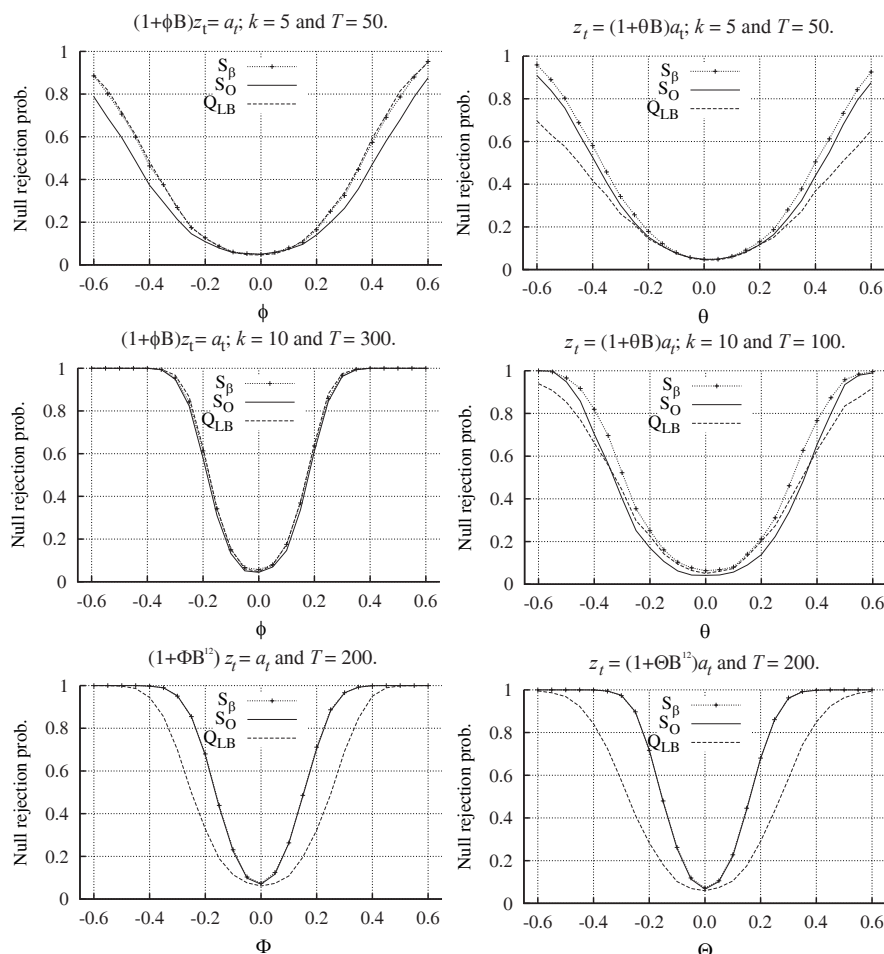 (1+ϕB)z_t= a_t; k = 5 and T = 50.
Null rejection prob.
1
0.8
0.6
0.4
0.2
0
S_β
S_O
Q_LB
-0.6 -0.4 -0.2 0.0 0.2 0.4 0.6
ϕ
z_t = (1+θB)a_t; k = 5 and T = 50.
Null rejection prob.
1
0.8
0.6
0.4
0.2
0
S_β
S_O
Q_LB
-0.6 -0.4 -0.2 0.0 0.2 0.4 0.6
θ
(1+ϕB)z_t= a_t; k = 10 and T = 300.
Null rejection prob.
1
0.8
0.6
0.4
0.2
0
S_β
S_O
Q_LB
-0.6 -0.4 -0.2 0.0 0.2 0.4 0.6
ϕ
z_t = (1+θB)a_t; k = 10 and T = 100.
Null rejection prob.
1
0.8
0.6
0.4
0.2
0
S_β
S_O
Q_LB
-0.6 -0.4 -0.2 0.0 0.2 0.4 0.6
θ
(1+ΦB¹²) z_t = a_t and T = 200.
Null rejection prob.
1
0.8
0.6
0.4
0.2
0
S_β
S_O
Q_LB
-0.6 -0.4 -0.2 0.0 0.2 0.4 0.6
Φ
z_t = (1+ΘB¹²)a_t and T = 200.
Null rejection prob.
1
0.8
0.6
0.4
0.2
0
S_β
S_O
Q_LB
-0.6 -0.4 -0.2 0.0 0.2 0.4 0.6
Θ